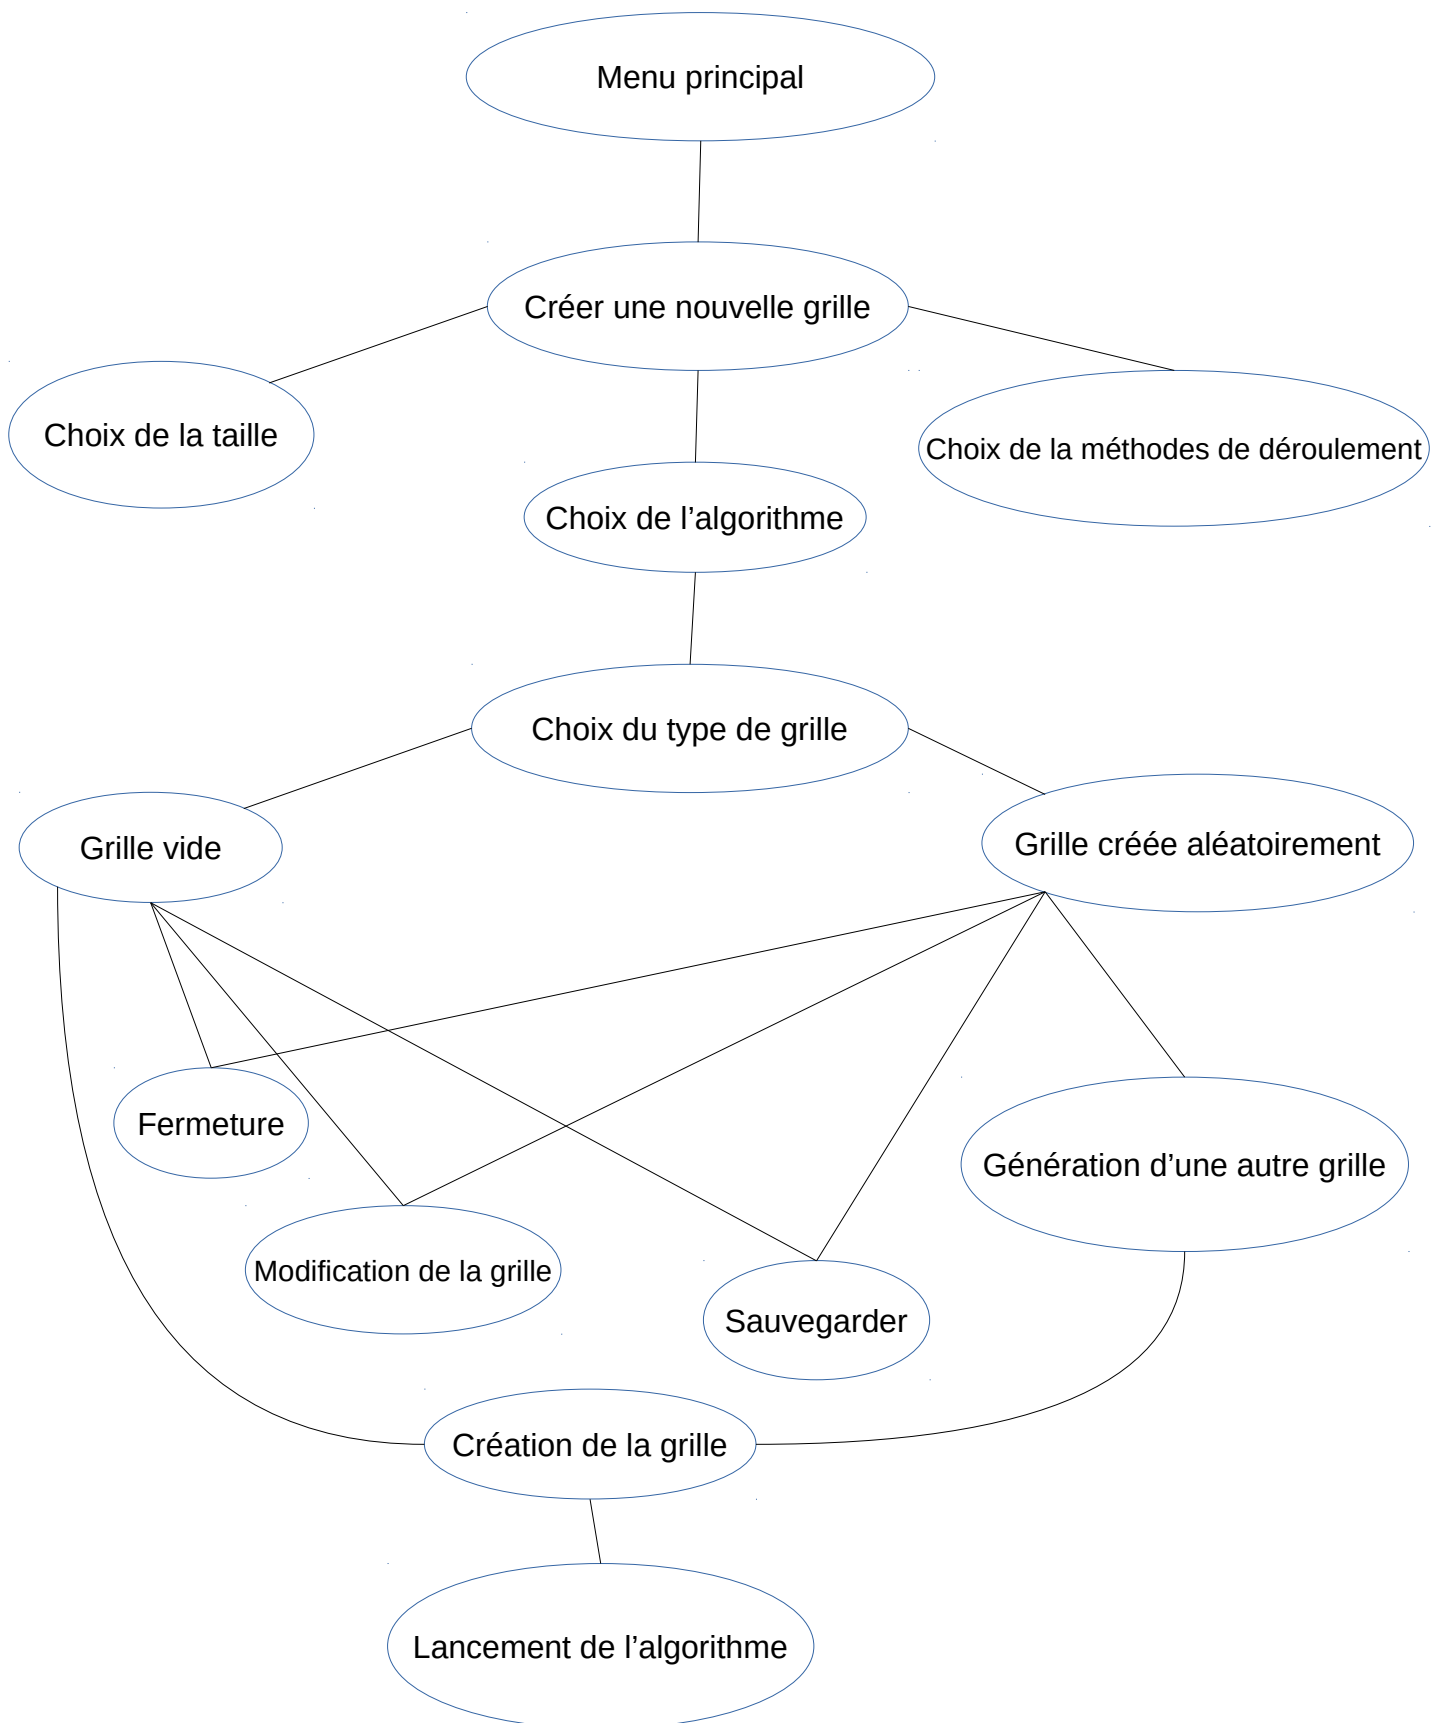 Menu principal
Créer une nouvelle grille
Choix de la taille
Choix de la méthodes de déroulement
Choix de l’algorithme
Choix du type de grille
Grille vide
Grille créée aléatoirement
Fermeture
Génération d’une autre grille
Modification de la grille
Sauvegarder
Création de la grille
Lancement de l’algorithme